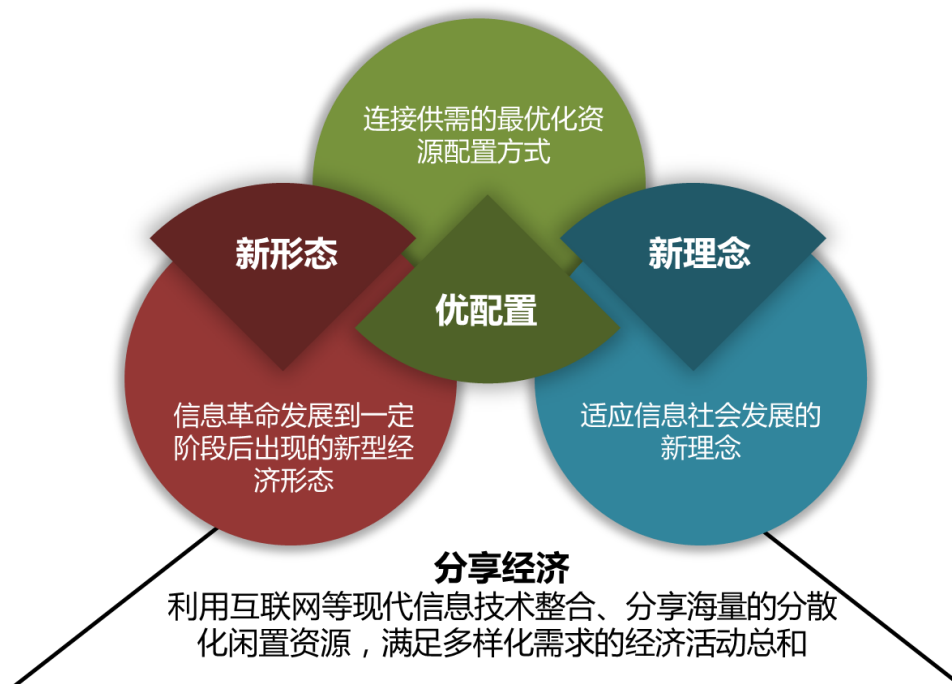 连接供需的最优化资
源配置方式
新形态
优配置
新理念
信息革命发展到一定
阶段后出现的新型经
济形态
适应信息社会发展的
新理念
分享经济
利用互联网等现代信息技术整合、分享海量的分散
化闲置资源，满足多样化需求的经济活动总和